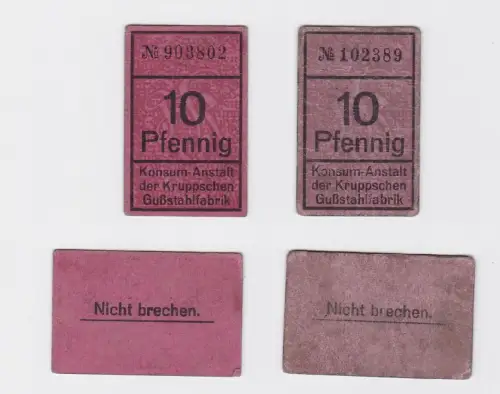 № 903802
10
Pfennig
Konsum-Anstalt
der Kruppschen
Gußstahlfabrik
№ 102389
10
Pfennig
Konsum-Anstalt
der Kruppschen
Gußstahlfabrik
Nicht brechen.
Nicht brechen.